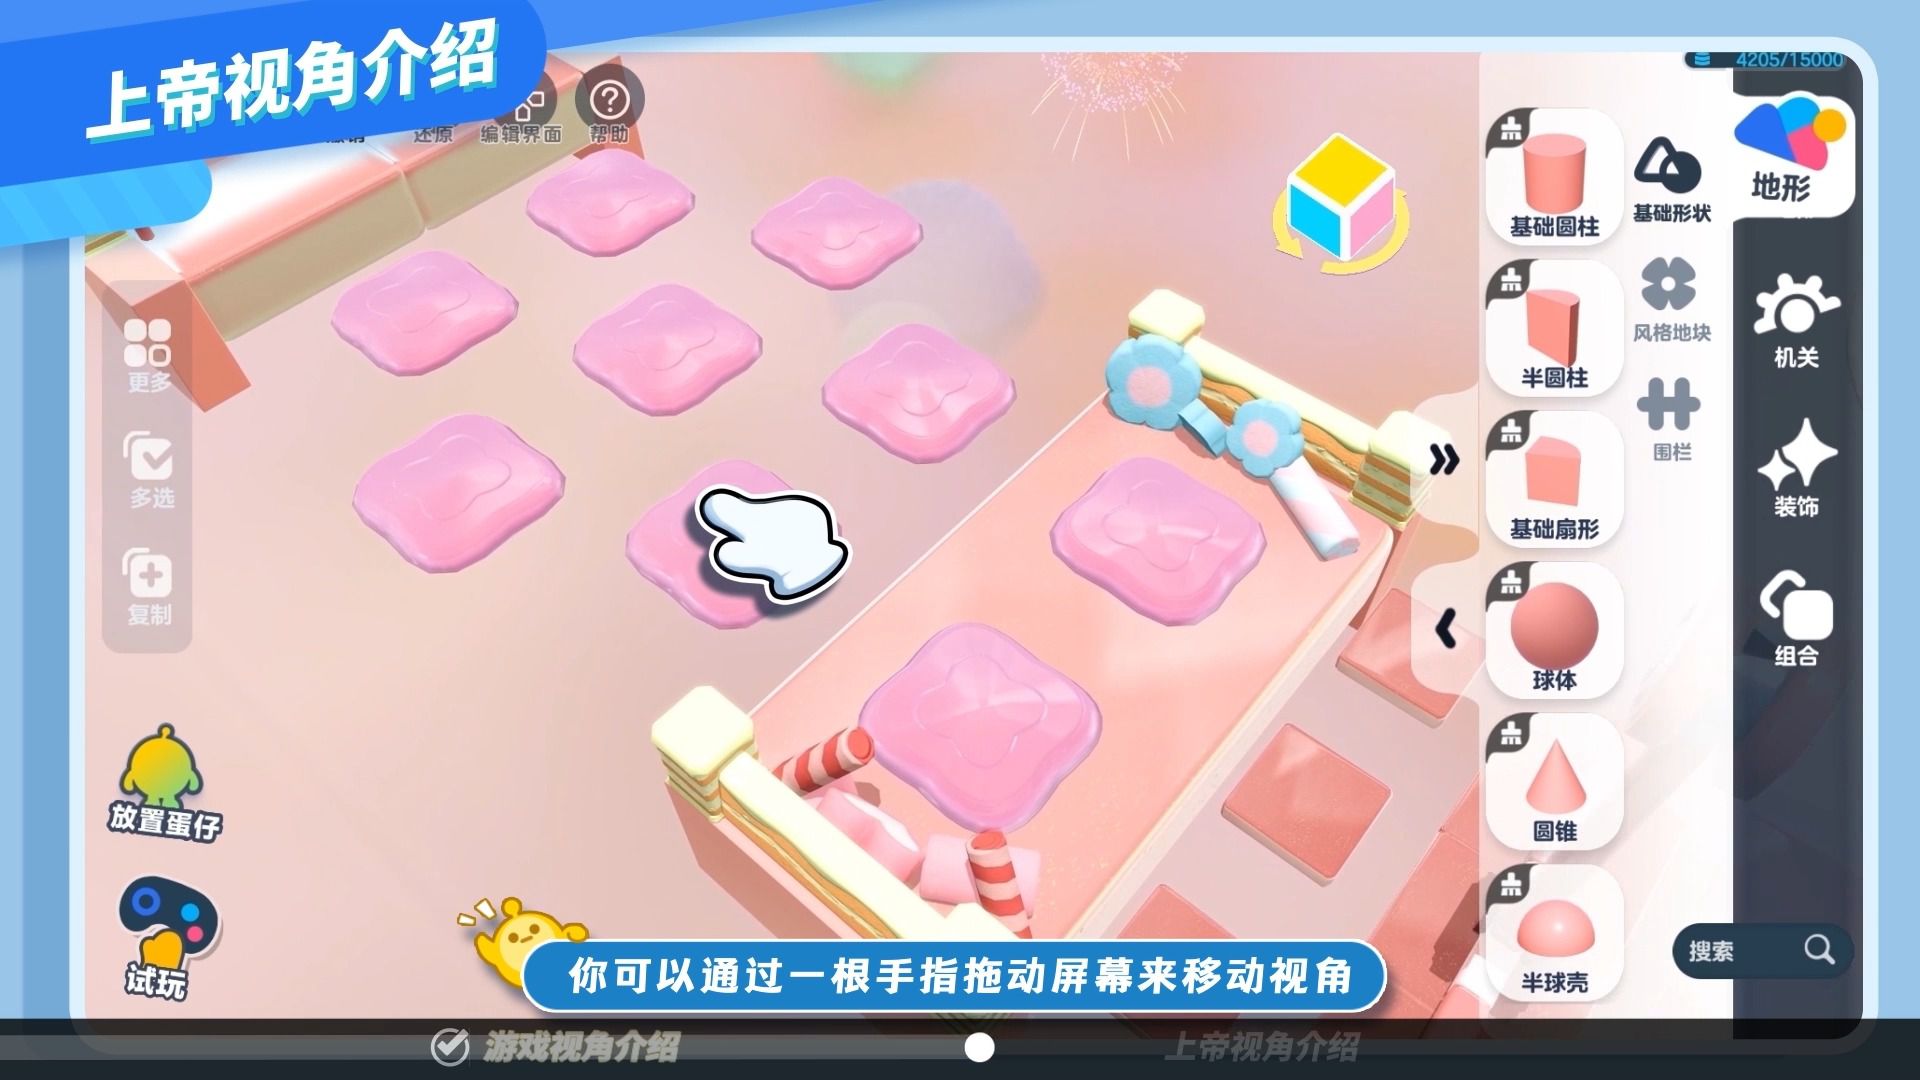 上帝视角介绍
还原
编辑界面
帮助
4205/15000
更多
多选
复制
放置蛋仔
试玩
基础圆柱
半圆柱
基础扇形
球体
圆锥
半球壳
基础形状
风格地块
围栏
地形
机关
装饰
组合
搜索
你可以通过一根手指拖动屏幕来移动视角
游戏视角介绍
上帝视角介绍